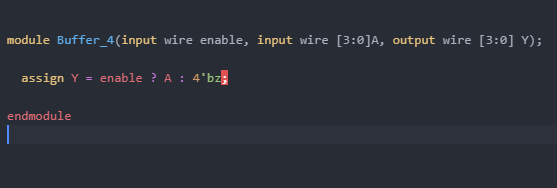 module Buffer_4(input wire enable, input wire [3:0]A, output wire [3:0] Y);
assign Y = enable ? A : 4'bz;
endmodule